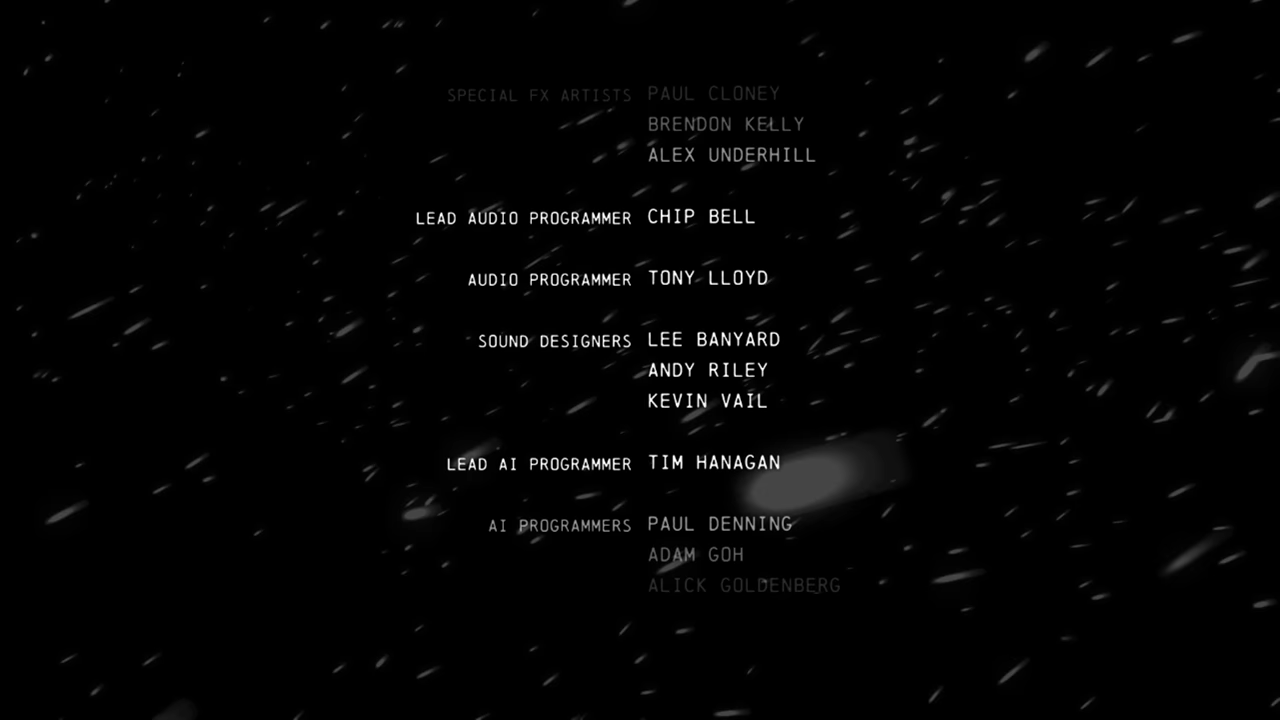 SPECIAL FX ARTISTS PAUL CLONEY
BRENDON KELLY
ALEX UNDERHILL
LEAD AUDIO PROGRAMMER CHIP BELL
AUDIO PROGRAMMER TONY LLOYD
SOUND DESIGNERS LEE BANYARD
ANDY RILEY
KEVIN VAIL
LEAD AI PROGRAMMER TIM HANAGAN
AI PROGRAMMERS PAUL DENNING
ADAM GOH
ALICK GOLDENBERG